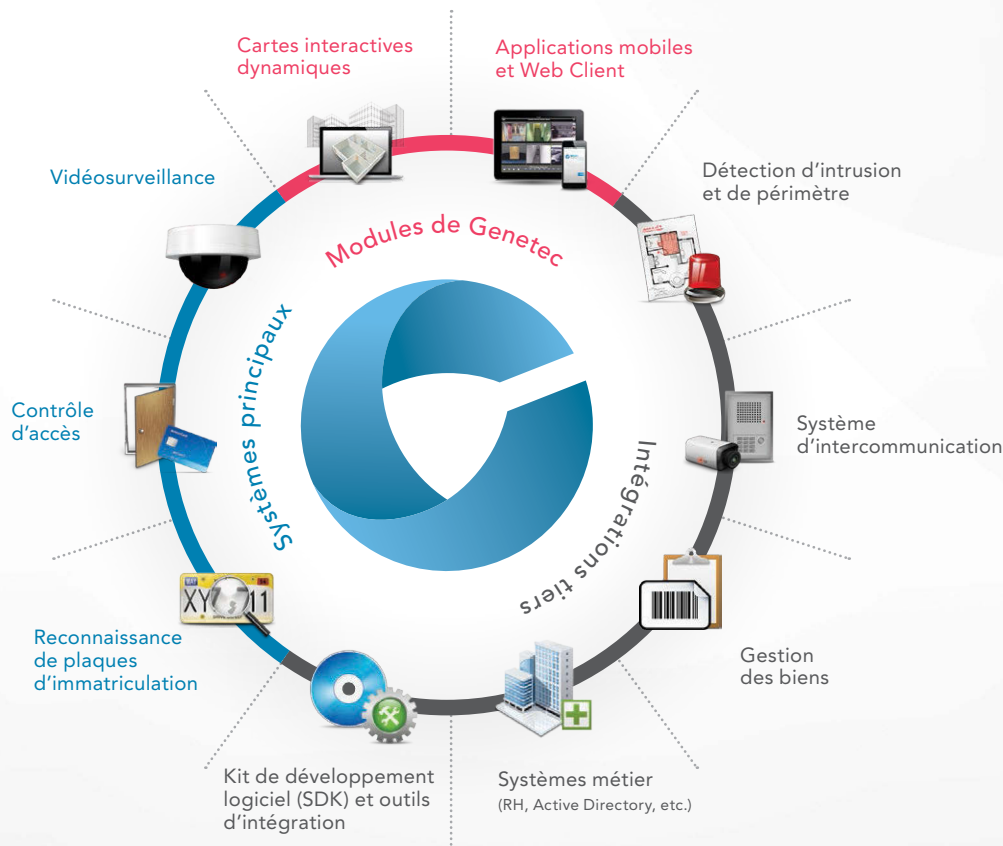 Cartes interactives
dynamiques
Applications mobiles
et Web Client
Vidéosurveillance
Détection d'intrusion
et de périmètre
Modules de Genetec
Systèmes principaux
Contrôle
d'accès
Système
d'intercommunication
Intégrations tiers
XY
11
Reconnaissance
de plaques
d'immatriculation
Gestion
des biens
Kit de développement
logiciel (SDK) et outils
d'intégration
Systèmes métier
(RH, Active Directory, etc.)